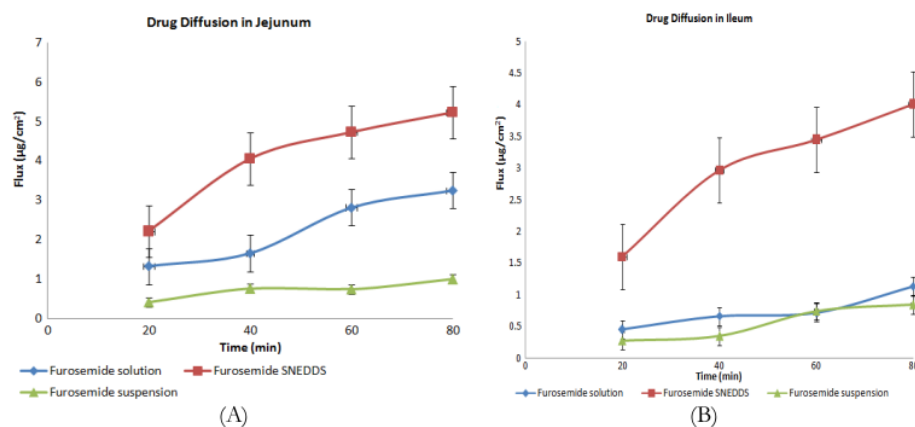 Drug Diffusion in Jejunum
7
6
5
4
3
2
1
0
Flux (µg/cm²)
0 20 40 60 80
Time (min)
Furosemide solution Furosemide SNEDDS
Furosemide suspension
(A)
Drug Diffusion in Ileum
5
4.5
4
3.5
3
2.5
2
1.5
1
0.5
0
Flux (µg/cm²)
0 20 40 60 80
Time (min)
Furosemide solution Furosemide SNEDDS Furosemide suspension
(B)